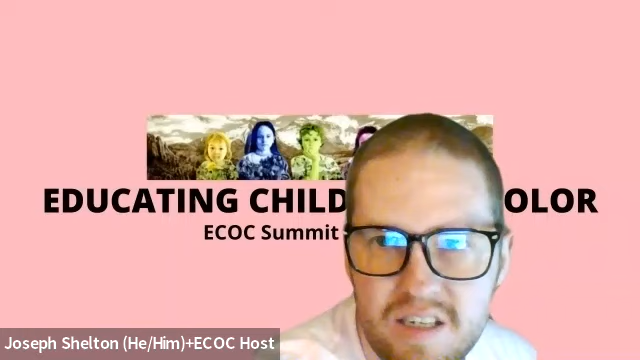 EDUCATING CHILD OLOR
ECOC Summit
Joseph Shelton (He/Him)+ECOC Host